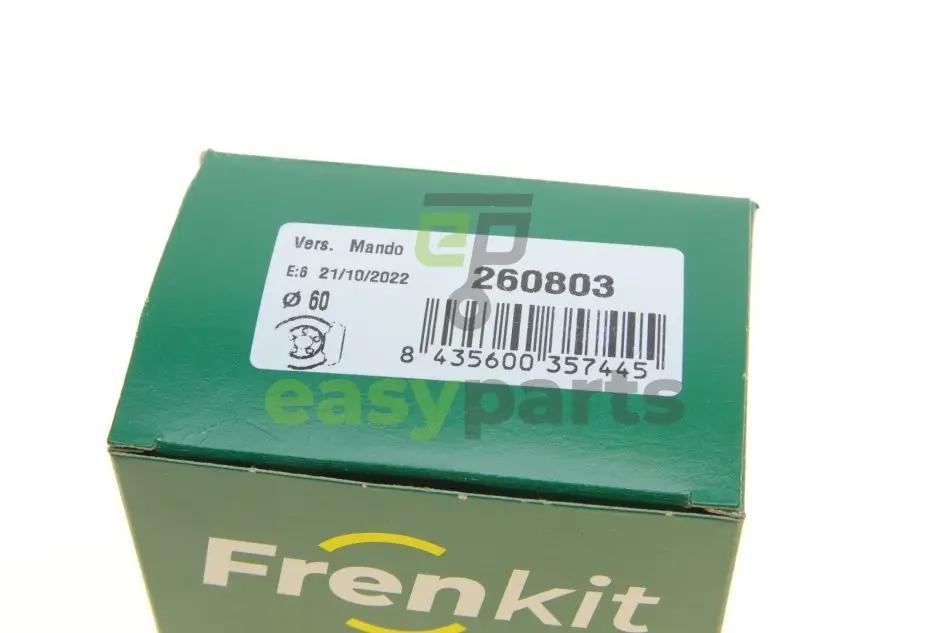 Vers. Mando
E:6 21/10/2022
260803
Ø 60
8 435600 357445
easyparts
Frenkit